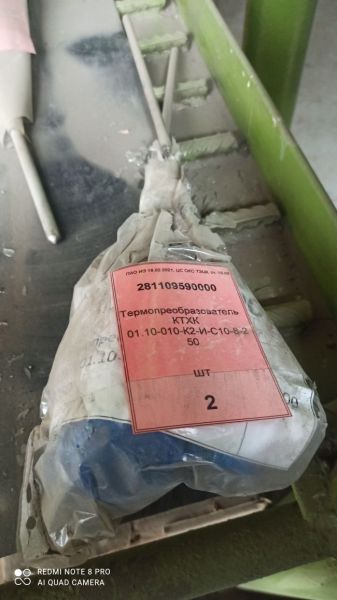 281109590000
Термопреобразователь
КТХК
01.10-010-К2-И-С10-8-2
50
шт
2
REDMI NOTE 8 PRO
AI QUAD CAMERA